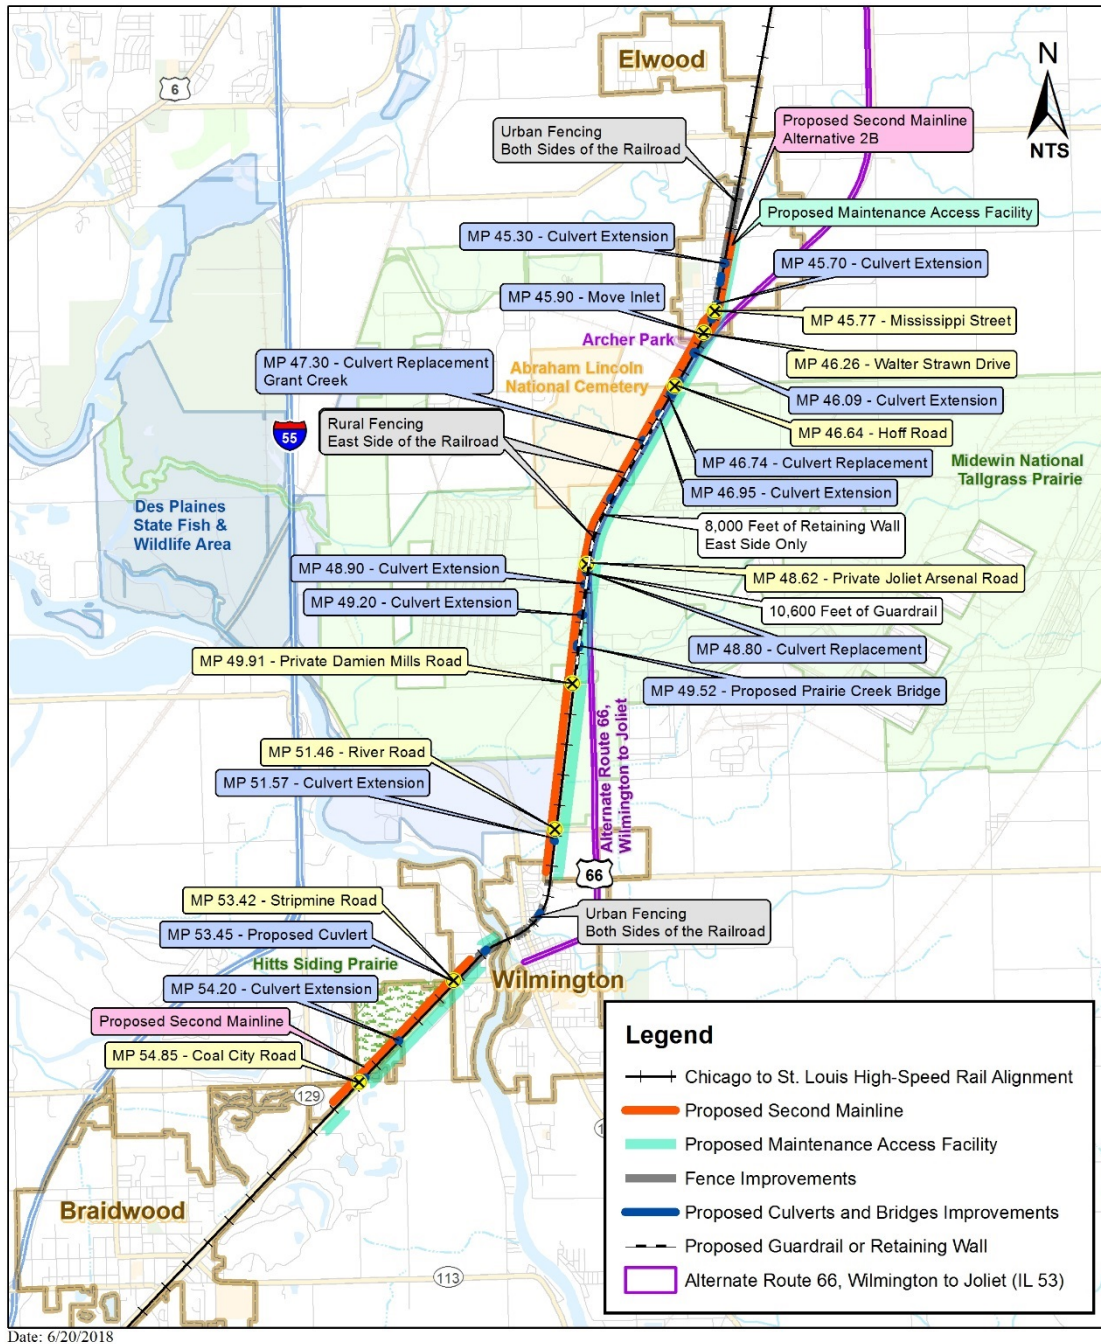 Elwood
6
N
NTS
Urban Fencing
Both Sides of the Railroad
Proposed Second Mainline
Alternative 2B
Proposed Maintenance Access Facility
MP 45.30 - Culvert Extension
MP 45.70 - Culvert Extension
MP 45.90 - Move Inlet
MP 45.77 - Mississippi Street
Archer Park
MP 47.30 - Culvert Replacement
Grant Creek
Abraham Lincoln
National Cemetery
MP 46.26 - Walter Strawn Drive
MP 46.09 - Culvert Extension
Rural Fencing
East Side of the Railroad
55
MP 46.64 - Hoff Road
MP 46.74 - Culvert Replacement
Midewin National
Tallgrass Prairie
MP 46.95 - Culvert Extension
Des Plaines
State Fish &
Wildlife Area
8,000 Feet of Retaining Wall
East Side Only
MP 48.90 - Culvert Extension
MP 48.62 - Private Joliet Arsenal Road
MP 49.20 - Culvert Extension
10,600 Feet of Guardrail
MP 48.80 - Culvert Replacement
MP 49.91 - Private Damien Mills Road
MP 49.52 - Proposed Prairie Creek Bridge
Alternate Route 66,
Wilmington to Joliet
MP 51.46 - River Road
MP 51.57 - Culvert Extension
66
MP 53.42 - Stripmine Road
Urban Fencing
Both Sides of the Railroad
MP 53.45 - Proposed Cuvlert
Hitts Siding Prairie
Wilmington
MP 54.20 - Culvert Extension
Proposed Second Mainline
MP 54.85 - Coal City Road
129
Braidwood
113
Legend
Chicago to St. Louis High-Speed Rail Alignment
Proposed Second Mainline
Proposed Maintenance Access Facility
Fence Improvements
Proposed Culverts and Bridges Improvements
Proposed Guardrail or Retaining Wall
Alternate Route 66, Wilmington to Joliet (IL 53)
Date: 6/20/2018